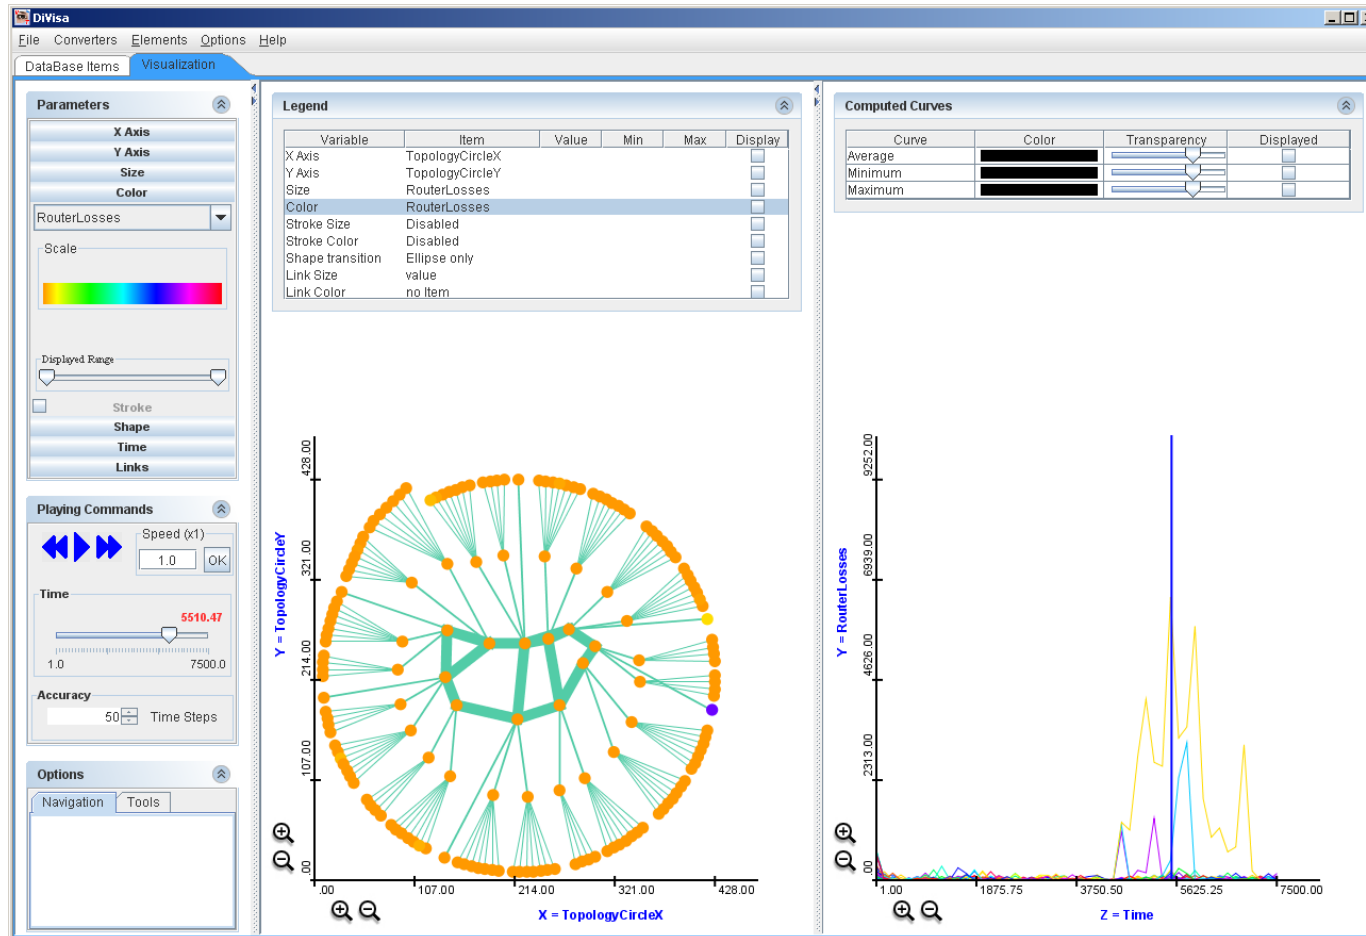 DiVisa
File Converters Elements Options Help
DataBase Items Visualization
Parameters
X Axis
Y Axis
Size
Color
RouterLosses
Scale
Displayed Range
Stroke
Shape
Time
Links
Playing Commands
Speed (x1)
1.0 OK
Time
5510.47
1.0 7500.0
Accuracy
50 Time Steps
Options
Navigation Tools
Legend
Variable Item Value Min Max Display
X Axis TopologyCircleX
Y Axis TopologyCircleY
Size RouterLosses
Color RouterLosses
Stroke Size Disabled
Stroke Color Disabled
Shape transition Ellipse only
Link Size value
Link Color no Item
Y = TopologyCircleY
428.00
321.00
214.00
107.00
.00
.00 107.00 214.00 321.00 428.00
X = TopologyCircleX
Computed Curves
Curve Color Transparency Displayed
Average
Minimum
Maximum
Y = RouterLosses
9252.00
6939.00
4626.00
2313.00
.00
1.00 1875.75 3750.50 5625.25 7500.00
Z = Time